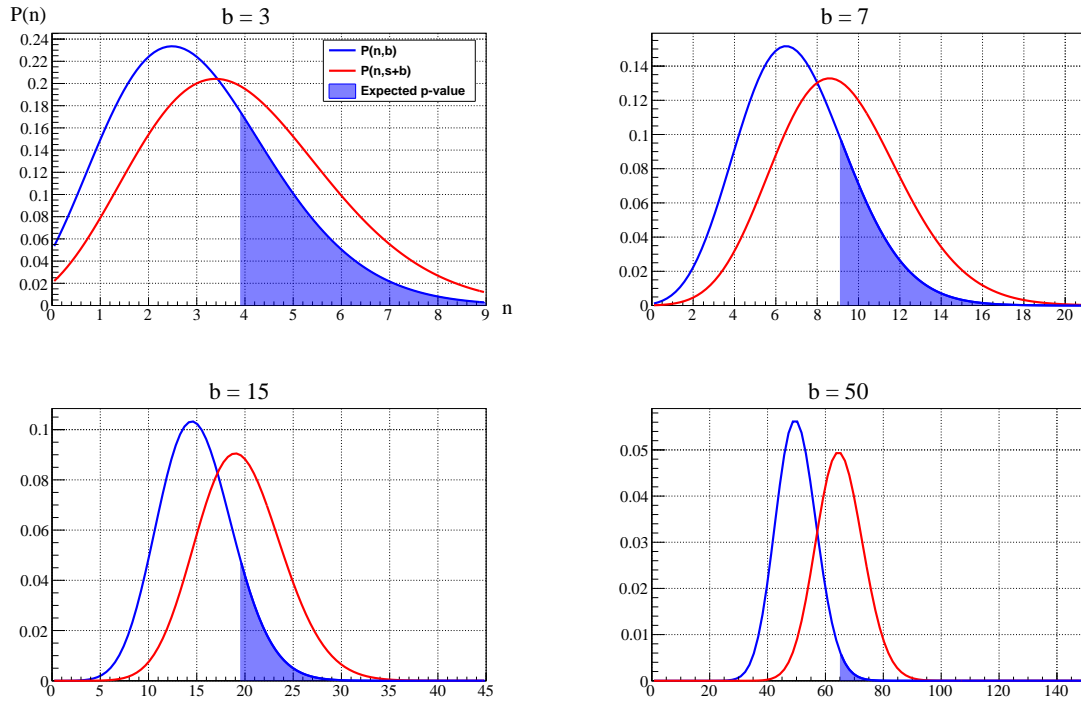 P(n)
b = 3
0.24
0.22
0.2
0.18
0.16
0.14
0.12
0.1
0.08
0.06
0.04
0.02
0
P(n,b)
P(n,s+b)
Expected p-value
0 1 2 3 4 5 6 7 8 9 n
b = 7
0.14
0.12
0.1
0.08
0.06
0.04
0.02
0
0 2 4 6 8 10 12 14 16 18 20
b = 15
0.1
0.08
0.06
0.04
0.02
0
0 5 10 15 20 25 30 35 40 45
b = 50
0.05
0.04
0.03
0.02
0.01
0
0 20 40 60 80 100 120 140